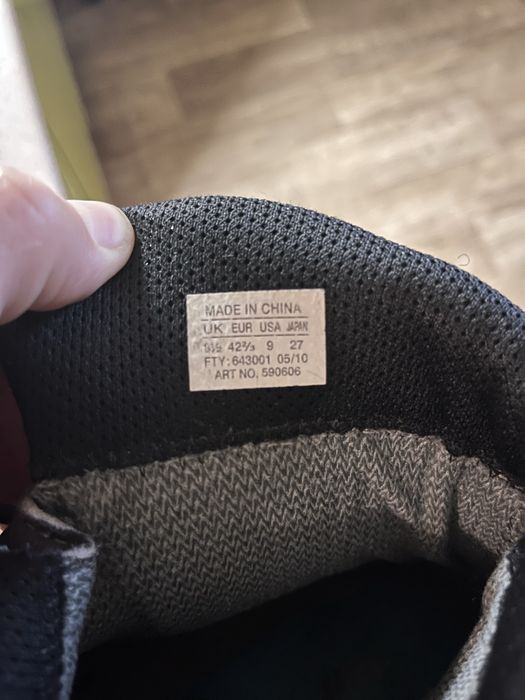 MADE IN CHINA
UK EUR USA JAPAN
8½ 42⅔ 9 27
FTY: 643001 05/10
ART NO, 590606